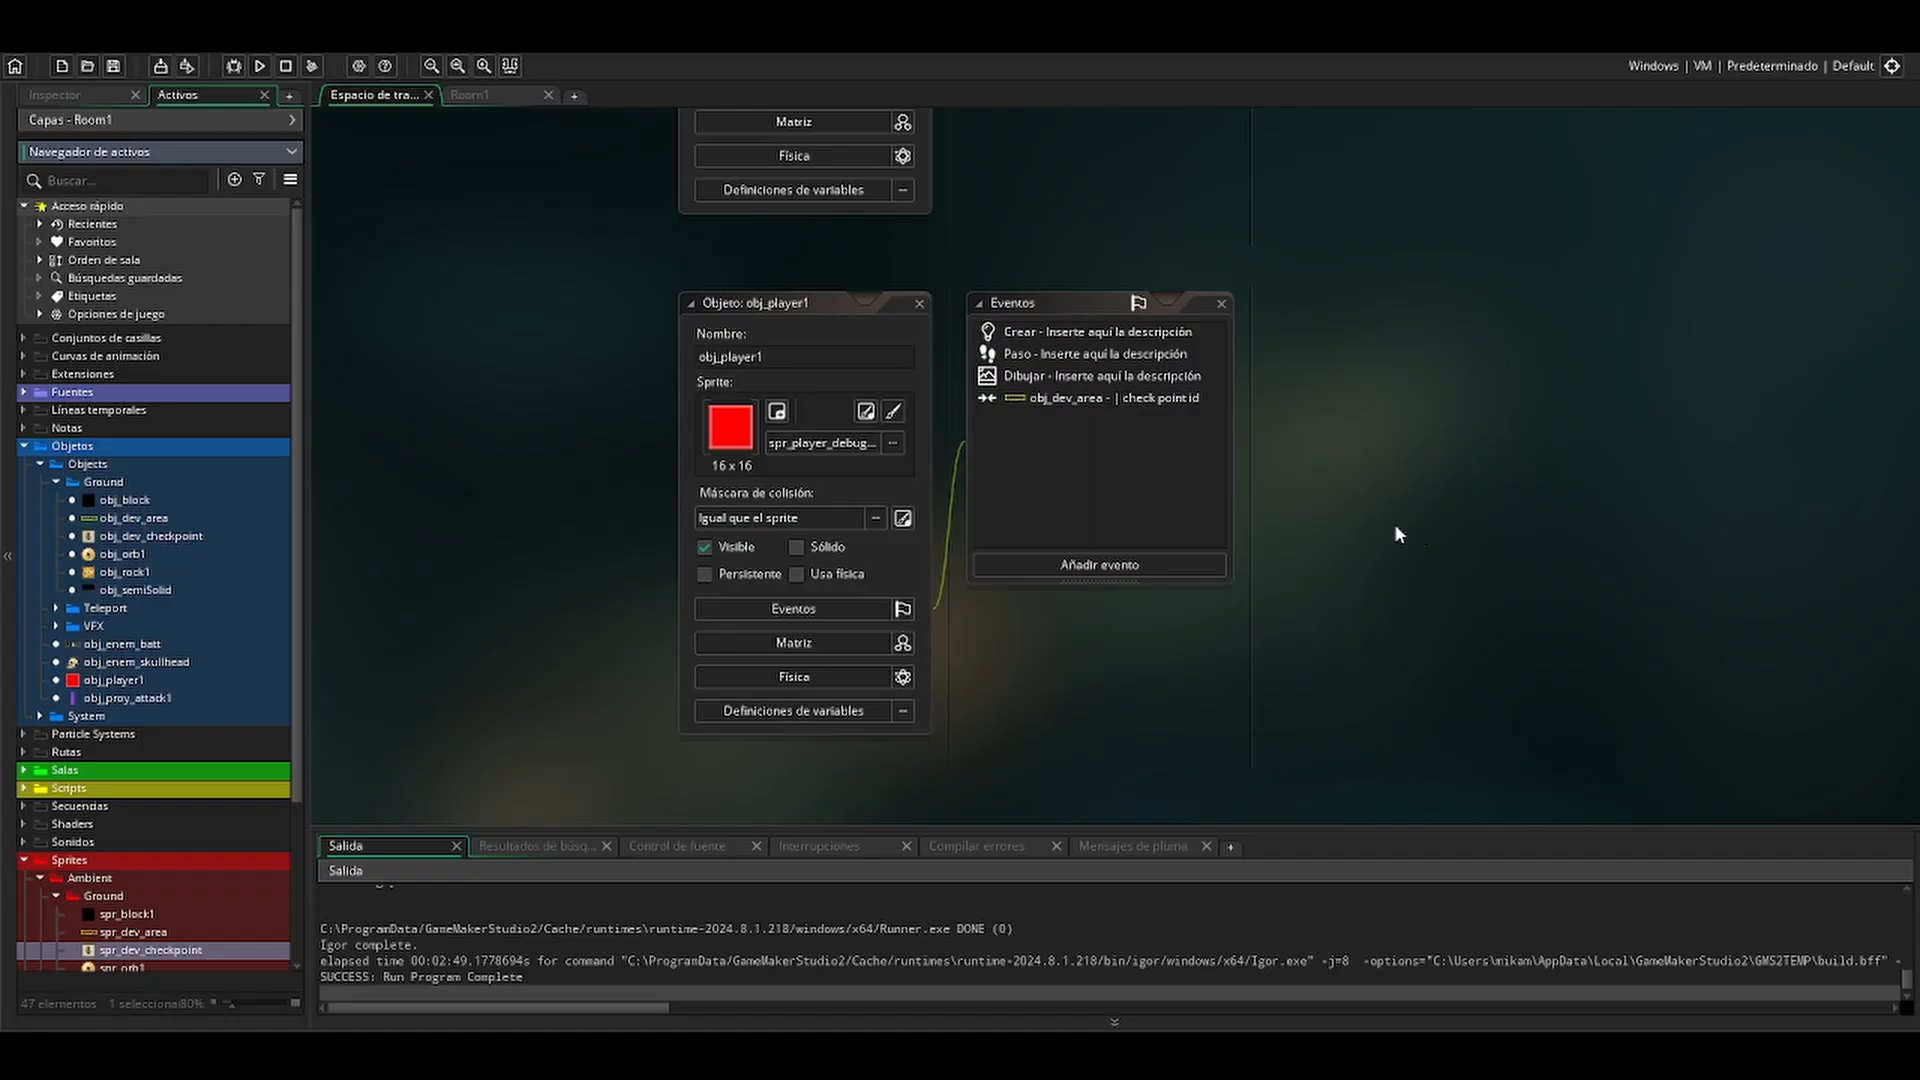 Windows | VM | Predeterminado | Default
Inspector
Activos
Espacio de tra...
Room1
Capas - Room1
Navegador de activos
Buscar...
Acceso rápido
Recientes
Favoritos
Orden de sala
Búsquedas guardadas
Etiquetas
Opciones de juego
Conjuntos de casillas
Curvas de animación
Extensiones
Fuentes
Líneas temporales
Notas
Objetos
Objects
Ground
obj_block
obj_dev_area
obj_dev_checkpoint
obj_orb1
obj_rock1
obj_semiSolid
Teleport
VFX
obj_enem_batt
obj_enem_skullhead
obj_player1
obj_proy_attack1
System
Particle Systems
Rutas
Salas
Scripts
Secuencias
Shaders
Sonidos
Sprites
Ambient
Ground
spr_block1
spr_dev_area
spr_dev_checkpoint
spr_orb1
47 elementos 1 selecciona80%
Matriz
Física
Definiciones de variables
Objeto: obj_player1
Nombre:
obj_player1
Sprite:
spr_player_debug...
16 x 16
Máscara de colisión:
Igual que el sprite
Visible
Sólido
Persistente
Usa física
Eventos
Matriz
Física
Definiciones de variables
Eventos
Crear - Inserte aquí la descripción
Paso - Inserte aquí la descripción
Dibujar - Inserte aquí la descripción
obj_dev_area - | check point id
Añadir evento
Salida
Resultados de búsq...
Control de fuente
Interrupciones
Compilar errores
Mensajes de pluma
Salida
C:\ProgramData/GameMakerStudio2/Cache/runtimes\runtime-2024.8.1.218/windows/x64/Runner.exe DONE (0)
Igor complete.
elapsed time 00:02:49.1778694s for command "C:\ProgramData/GameMakerStudio2/Cache/runtimes\runtime-2024.8.1.218/bin/igor/windows/x64/Igor.exe" -j=8 -options="C:\Users\mikam\AppData\Local\GameMakerStudio2\GMS2TEMP\build.bff" -
SUCCESS: Run Program Complete